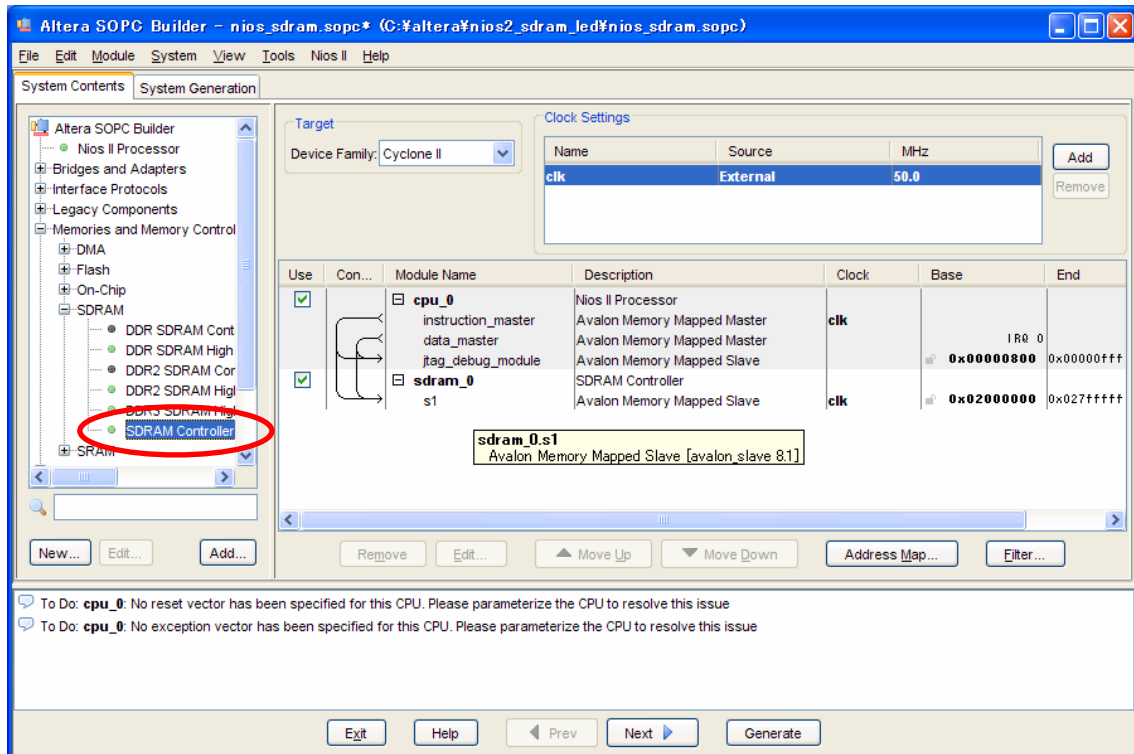 Altera SOPC Builder - nios_sdram.sopc* (C:¥altera¥nios2_sdram_led¥nios_sdram.sopc)
File Edit Module System View Tools Nios II Help
System Contents System Generation
Altera SOPC Builder
Nios II Processor
Bridges and Adapters
Interface Protocols
Legacy Components
Memories and Memory Control
DMA
Flash
On-Chip
SDRAM
DDR SDRAM Cont
DDR SDRAM High
DDR2 SDRAM Cor
DDR2 SDRAM Higl
DDR3 SDRAM Higl
SDRAM Controller
SRAM
New... Edit... Add...
Target
Device Family: Cyclone II
Clock Settings
Name Source MHz
clk External 50.0
Add
Remove
Use Con... Module Name Description Clock Base End
cpu_0 Nios II Processor
instruction_master Avalon Memory Mapped Master clk
data_master Avalon Memory Mapped Master IRQ 0
jtag_debug_module Avalon Memory Mapped Slave 0x00000800 0x00000fff
sdram_0 SDRAM Controller
s1 Avalon Memory Mapped Slave clk 0x02000000 0x027fffff
sdram_0.s1
Avalon Memory Mapped Slave [avalon_slave 8.1]
Remove Edit... Move Up Move Down Address Map... Filter...
To Do: cpu_0: No reset vector has been specified for this CPU. Please parameterize the CPU to resolve this issue
To Do: cpu_0: No exception vector has been specified for this CPU. Please parameterize the CPU to resolve this issue
Exit Help Prev Next Generate